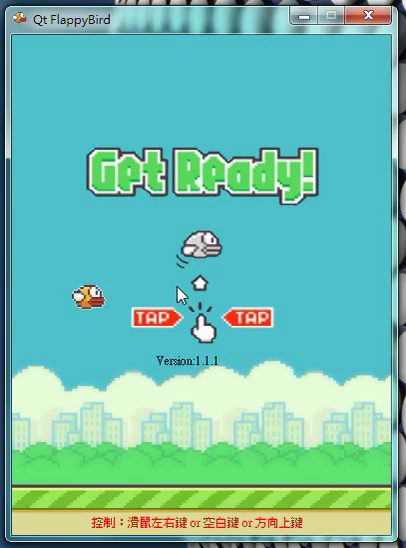 Qt FlappyBird
Get Ready!
TAP TAP
Version:1.1.1
控制：滑鼠左右鍵 or 空白鍵 or 方向上鍵